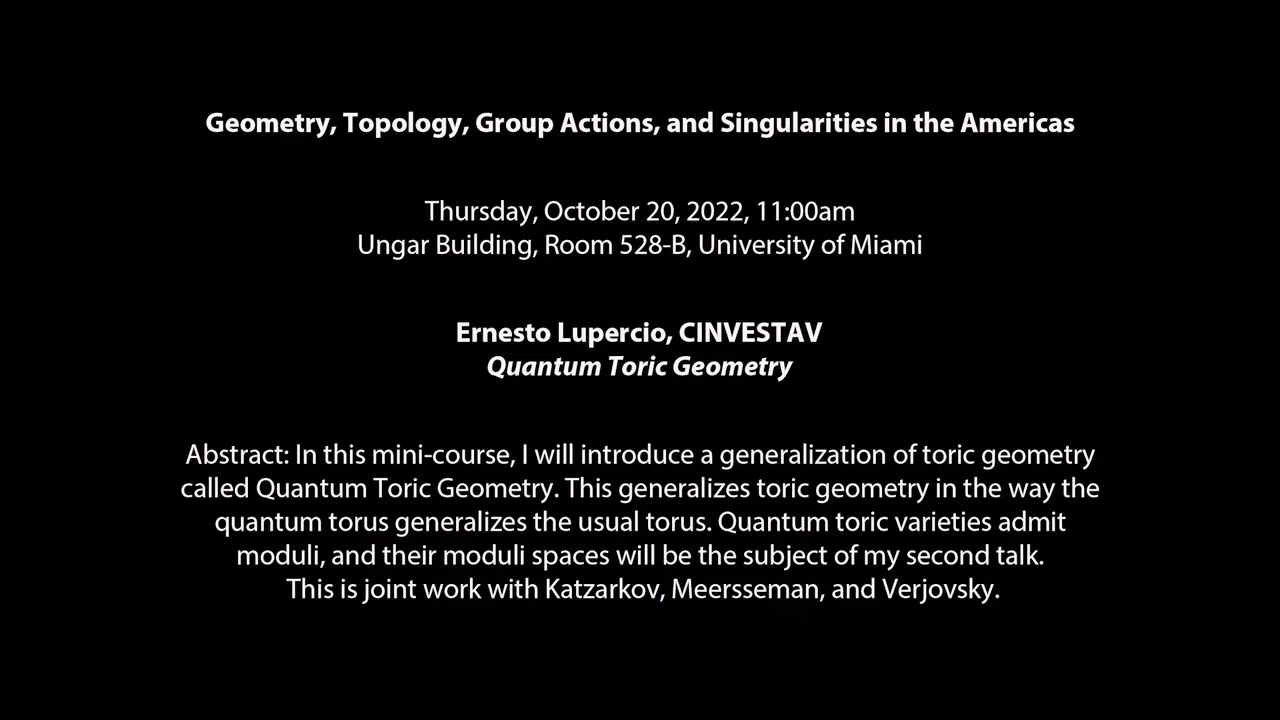 Geometry, Topology, Group Actions, and Singularities in the Americas
Thursday, October 20, 2022, 11:00am
Ungar Building, Room 528-B, University of Miami
Ernesto Lupercio, CINVESTAV
Quantum Toric Geometry
Abstract: In this mini-course, I will introduce a generalization of toric geometry
called Quantum Toric Geometry. This generalizes toric geometry in the way the
quantum torus generalizes the usual torus. Quantum toric varieties admit
moduli, and their moduli spaces will be the subject of my second talk.
This is joint work with Katzarkov, Meersseman, and Verjovsky.